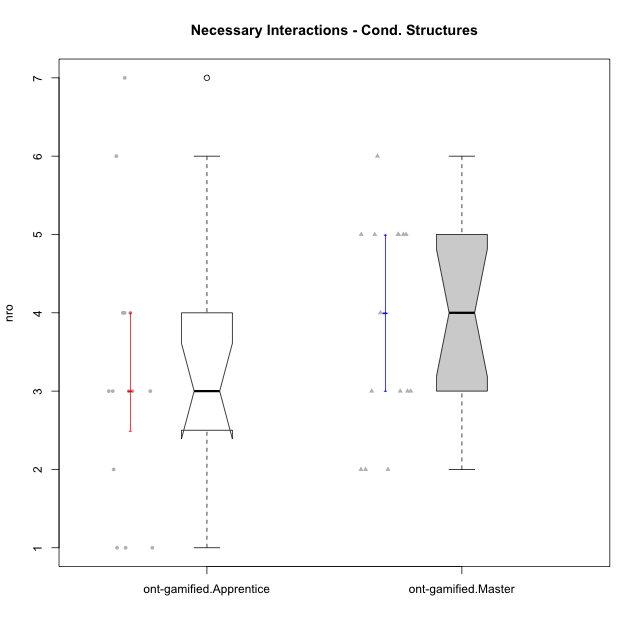 Necessary Interactions - Cond. Structures
7
6
5
4
3
2
1
nro
ont-gamified.Apprentice
ont-gamified.Master